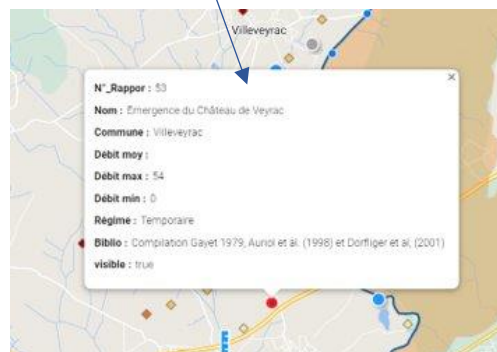 Villeveyrac
N°_Rappor : 53
Nom : Emergence du Château de Veyrac
Commune : Villeveyrac
Débit moy :
Débit max : 54
Débit min : 0
Régime : Temporaire
Biblio : Compilation Gayet 1979, Auriol et al. (1998) et Dorfliger et al, (2001)
visible : true